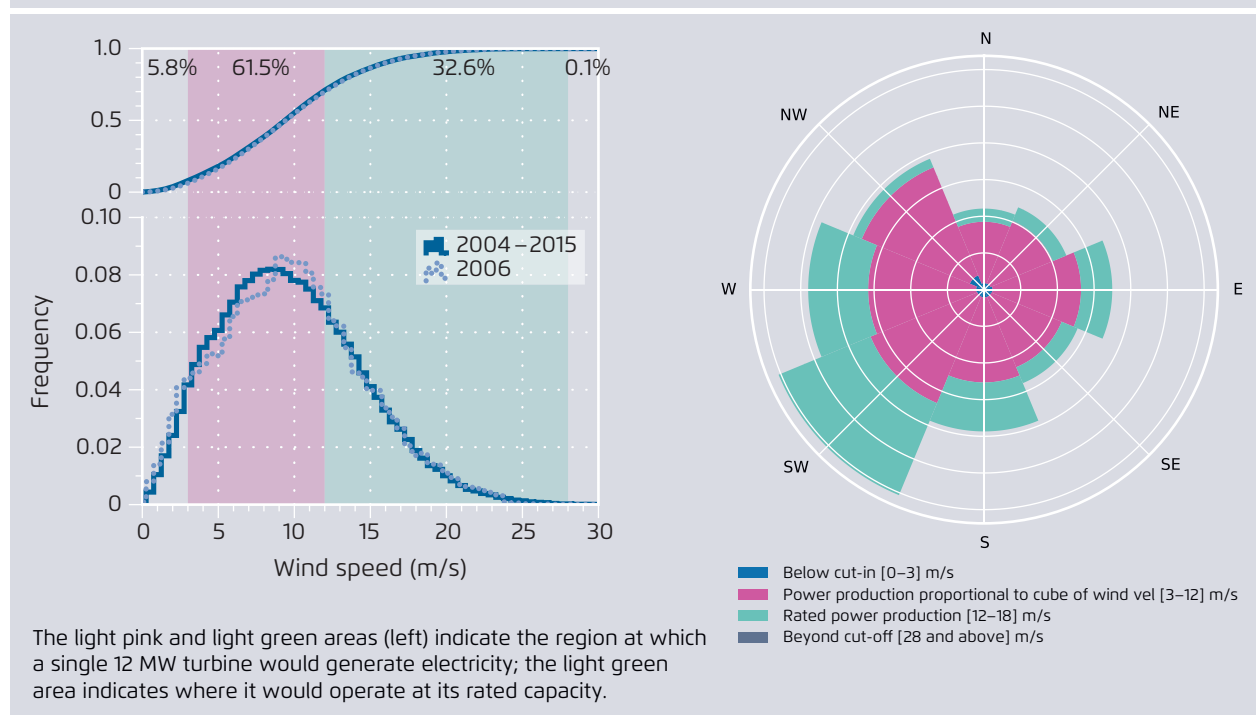 1.0
5.8% 61.5% 32.6% 0.1%
0.5
0
0.10
0.08
0.06
0.04
0.02
0
Frequency
2004–2015
2006
0 5 10 15 20 25 30
Wind speed (m/s)
N
NW NE
W E
SW SE
S
Below cut-in [0–3] m/s
Power production proportional to cube of wind vel [3–12] m/s
Rated power production [12–18] m/s
Beyond cut-off [28 and above] m/s
The light pink and light green areas (left) indicate the region at which
a single 12 MW turbine would generate electricity; the light green
area indicates where it would operate at its rated capacity.